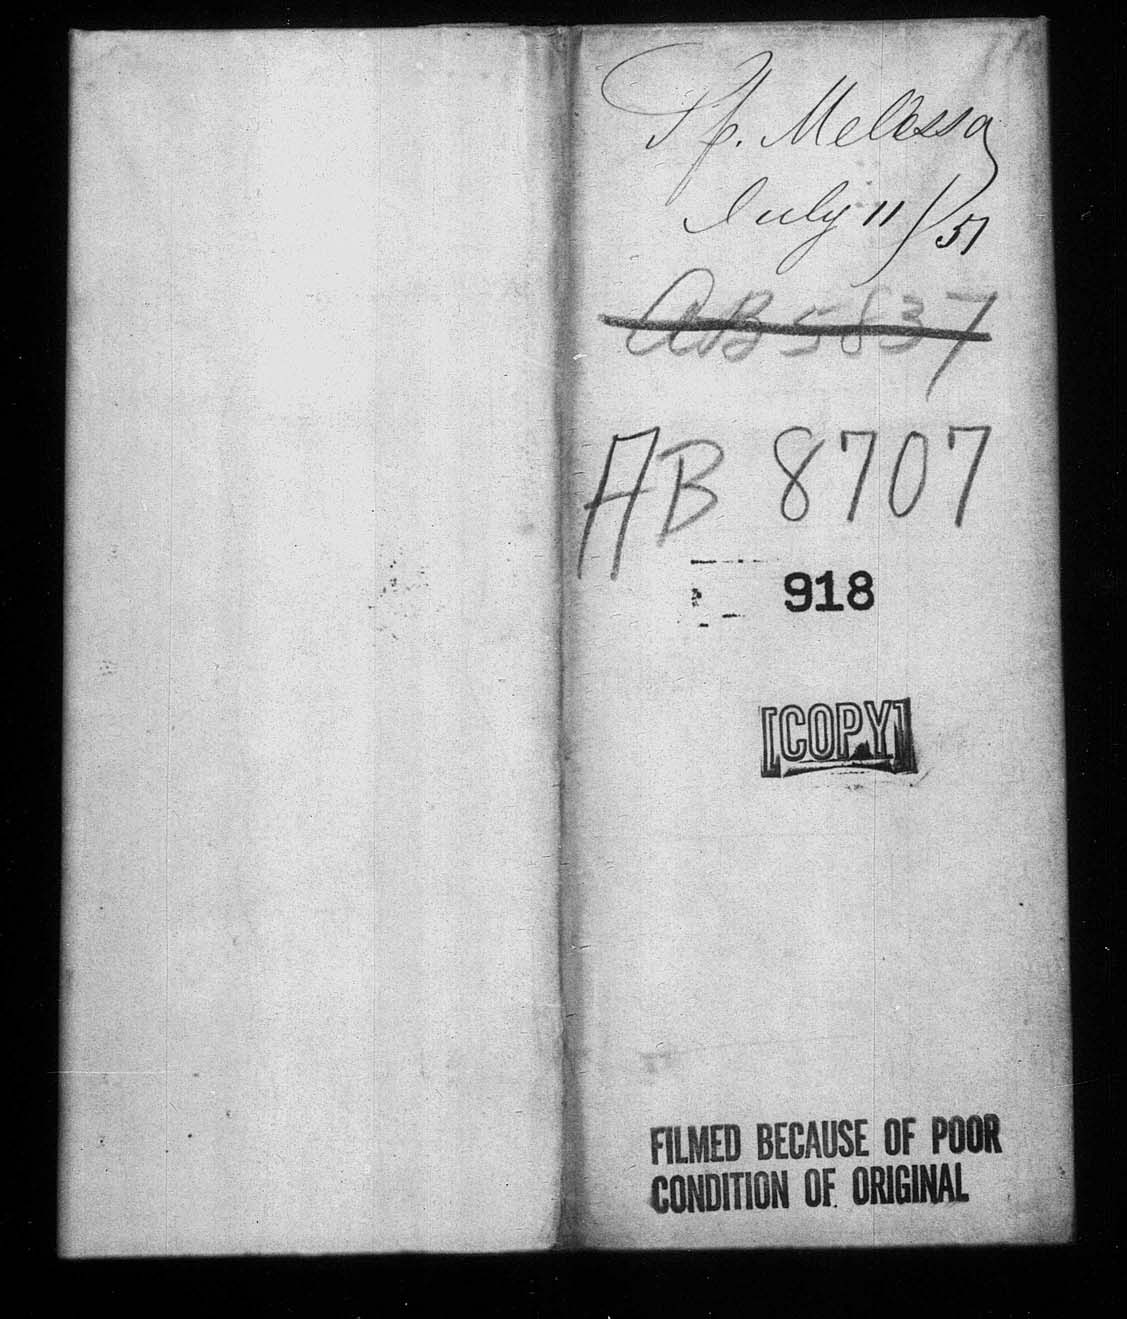 Sp. Melissa
July 11/51
AB 5837
AB 8707
918
[COPY]
FILMED BECAUSE OF POOR
CONDITION OF ORIGINAL